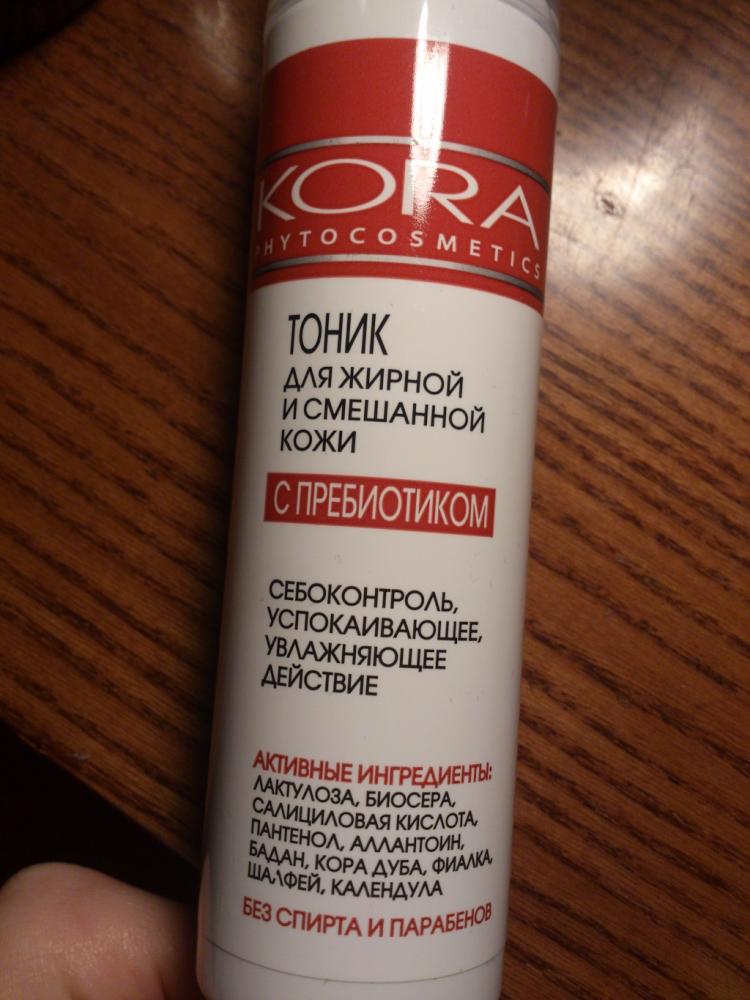 KORA
PHYTOCOSMETICS
ТОНИК
ДЛЯ ЖИРНОЙ
И СМЕШАННОЙ
КОЖИ
С ПРЕБИОТИКОМ
СЕБОКОНТРОЛЬ,
УСПОКАИВАЮЩЕЕ,
УВЛАЖНЯЮЩЕЕ
ДЕЙСТВИЕ
АКТИВНЫЕ ИНГРЕДИЕНТЫ:
ЛАКТУЛОЗА, БИОСЕРА,
САЛИЦИЛОВАЯ КИСЛОТА,
ПАНТЕНОЛ, АЛЛАНТОИН,
БАДАН, КОРА ДУБА, ФИАЛКА,
ШАЛФЕЙ, КАЛЕНДУЛА
БЕЗ СПИРТА И ПАРАБЕНОВ